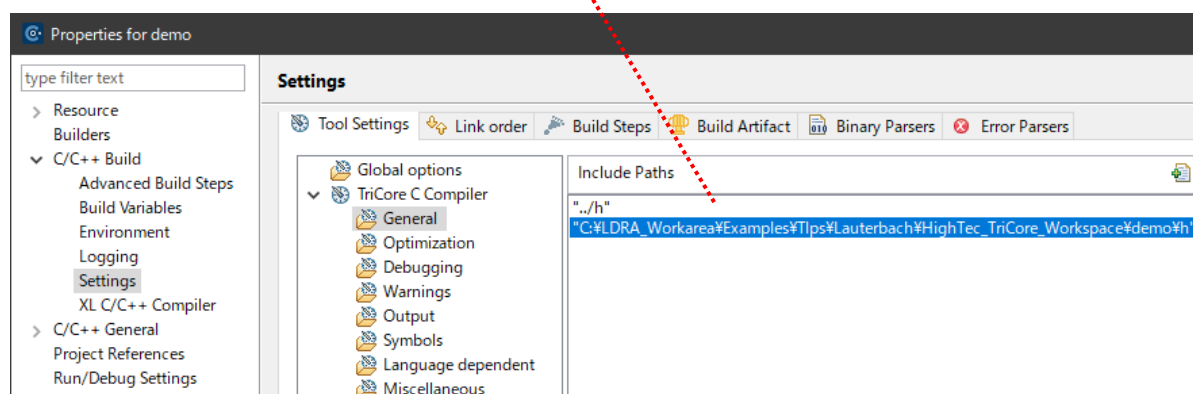 Properties for demo
type filter text
Resource
Builders
C/C++ Build
Advanced Build Steps
Build Variables
Environment
Logging
Settings
XL C/C++ Compiler
C/C++ General
Project References
Run/Debug Settings
Settings
Tool Settings Link order Build Steps Build Artifact Binary Parsers Error Parsers
Global options
TriCore C Compiler
General
Optimization
Debugging
Warnings
Output
Symbols
Language dependent
Miscellaneous
Include Paths
"../h"
"C:¥LDRA_Workarea¥Examples¥TIps¥Lauterbach¥HighTec_TriCore_Workspace¥demo¥h"